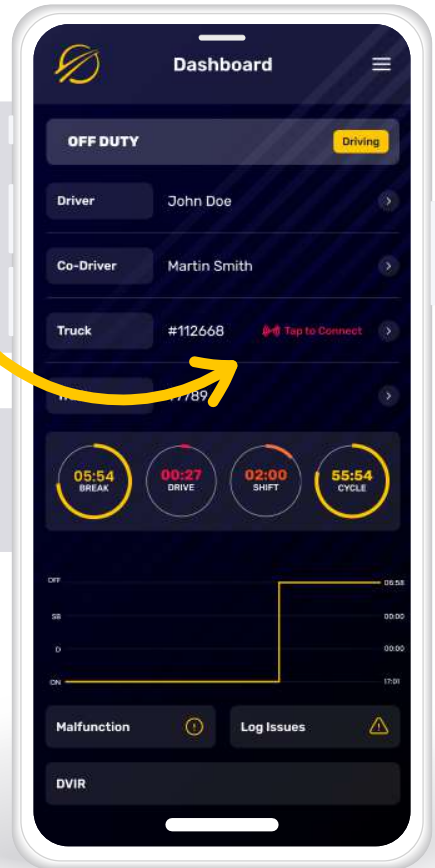 Dashboard
OFF DUTY Driving
Driver John Doe
Co-Driver Martin Smith
Truck #112668 Tap to Connect
05:54 00:27 02:00 55:54
BREAK DRIVE SHIFT CYCLE
OFF 06:58
SB 00:00
D 00:00
ON 17:01
Malfunction Log Issues
DVIR